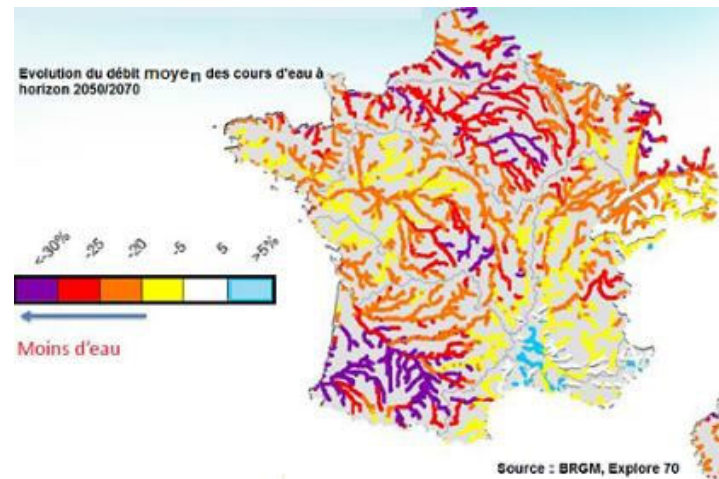 Evolution du débit moyen des cours d'eau à
horizon 2050/2070
<-30%
-25
-20
-5
5
>5%
Moins d'eau
Source : BRGM, Explore 70